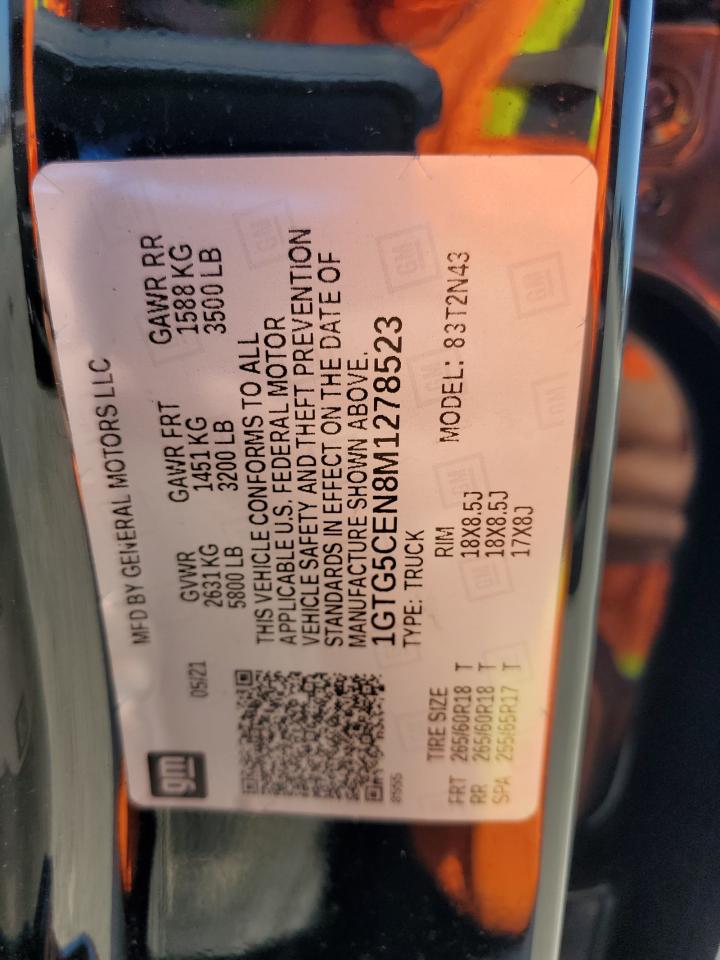 gm
05/21
MFD BY GENERAL MOTORS LLC
GVWR GAWR FRT GAWR RR
2631 KG 1451 KG 1588 KG
5800 LB 3200 LB 3500 LB
THIS VEHICLE CONFORMS TO ALL
APPLICABLE U.S. FEDERAL MOTOR
VEHICLE SAFETY AND THEFT PREVENTION
STANDARDS IN EFFECT ON THE DATE OF
MANUFACTURE SHOWN ABOVE.
1GTG5CEN8M1278523
TYPE: TRUCK
MODEL: 83T2N43
TIRE SIZE RIM
FRT 265/60R18 T 18X8.5J
RR 265/60R18 T 18X8.5J
SPA 255/65R17 T 17X8J